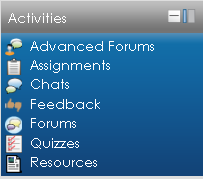 Activities
Advanced Forums
Assignments
Chats
Feedback
Forums
Quizzes
Resources